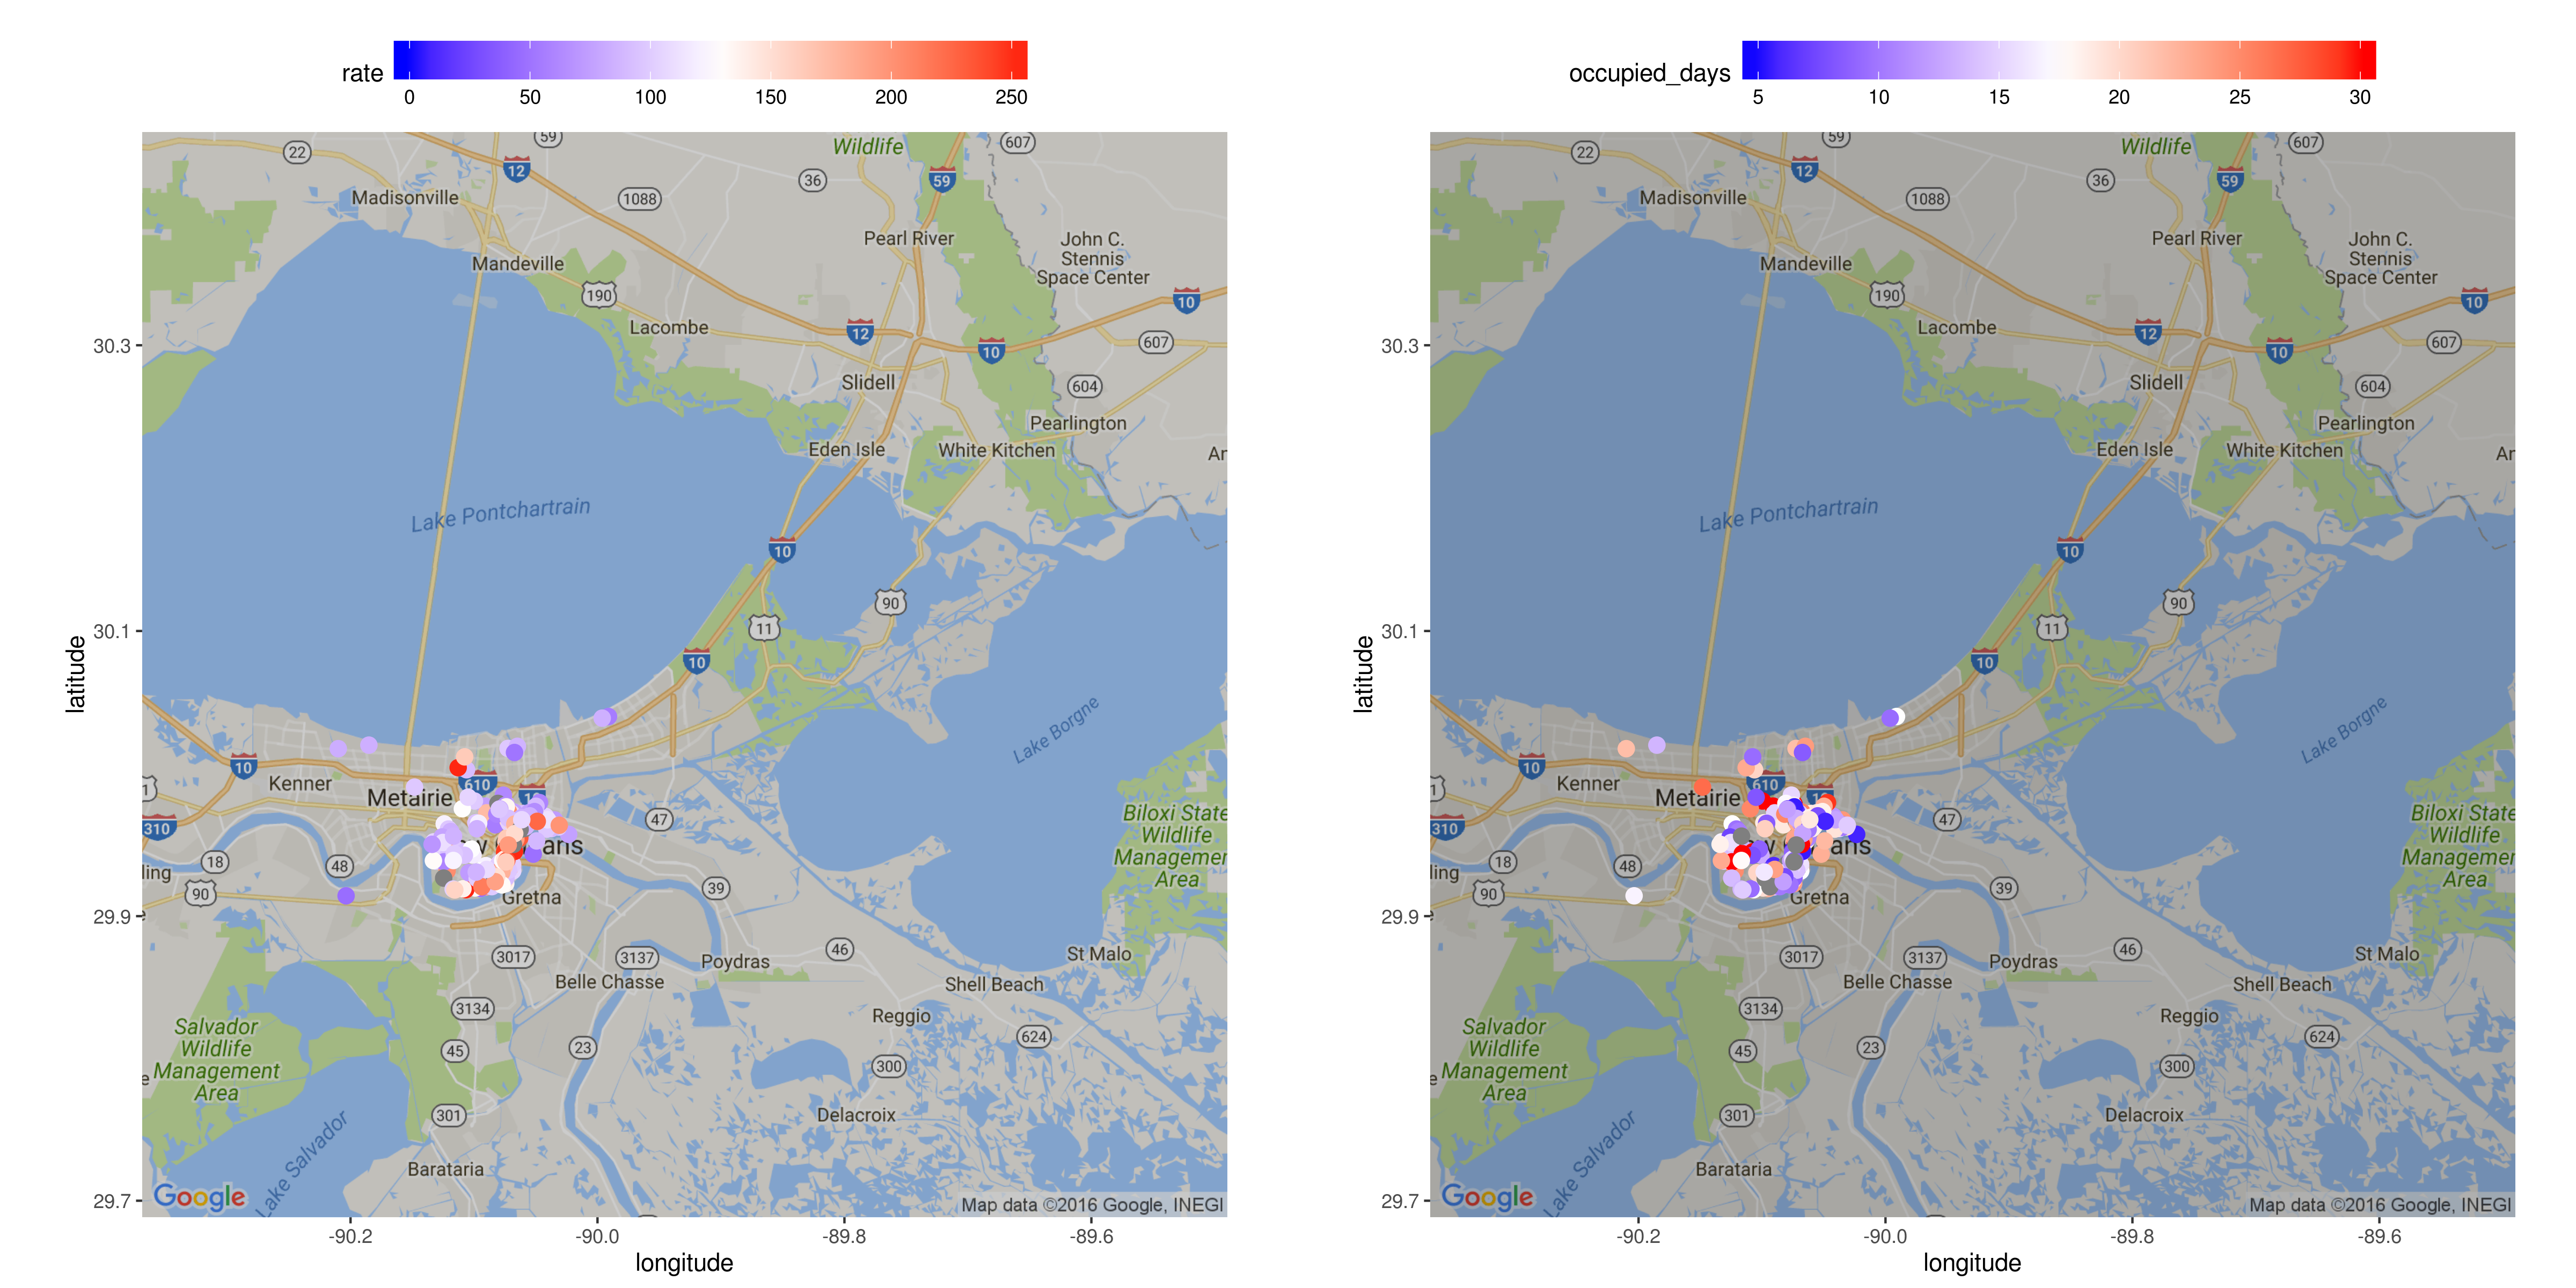 rate
0 50 100 150 200 250
59
Wildlife
607
22
12
36
59
Madisonville
1088
Pearl River
John C.
Stennis
Space Center
Mandeville
190
10
Lacombe
12
607
30.3
10
Slidell
604
Pearlington
Eden Isle
White Kitchen
Ar
Lake Pontchartrain
10
90
11
30.1
latitude
10
Lake Borgne
10
Kenner
610
Metairie
1
310
47
Biloxi State
Wildlife
Management
Area
18
48
ling
90
39
Gretna
29.9
46
3017
3137
Poydras
St Malo
Belle Chasse
Shell Beach
3134
Reggio
Salvador
Wildlife
Management
Area
45
23
624
300
e
301
Delacroix
Lake Salvador
Barataria
29.7
Google
Map data ©2016 Google, INEGI
-90.2 -90.0 -89.8 -89.6
longitude
occupied_days
5 10 15 20 25 30
59
Wildlife
607
22
12
36
59
Madisonville
1088
Pearl River
John C.
Stennis
Space Center
Mandeville
190
10
Lacombe
12
607
30.3
10
Slidell
604
Pearlington
Eden Isle
White Kitchen
Ar
Lake Pontchartrain
10
90
11
30.1
latitude
10
Lake Borgne
10
Kenner
610
Metairie
1
310
47
Biloxi State
Wildlife
Management
Area
18
48
ling
90
39
Gretna
29.9
46
3017
3137
Poydras
St Malo
Belle Chasse
Shell Beach
3134
Reggio
Salvador
Wildlife
Management
Area
45
23
624
300
e
301
Delacroix
Lake Salvador
Barataria
29.7
Google
Map data ©2016 Google, INEGI
-90.2 -90.0 -89.8 -89.6
longitude